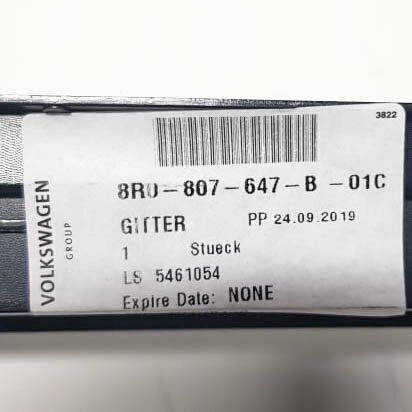 3822
8R0-807-647-B -01C
GITTER PP 24.09.2019
1 Stueck
LS 5461054
Expire Date: NONE
VOLKSWAGEN
GROUP